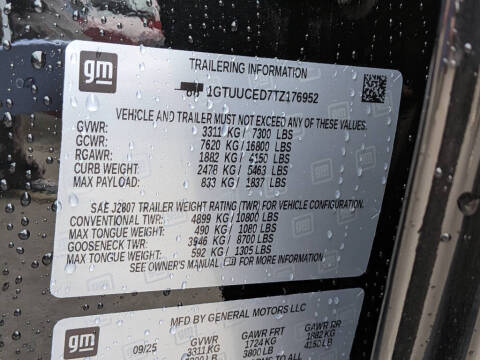 gm
TRAILERING INFORMATION
1GTUUCED7TZ176952
VEHICLE AND TRAILER MUST NOT EXCEED ANY OF THESE VALUES.
GVWR: 3311 KG/ 7300 LBS
GCWR: 7620 KG/16800 LBS
RGAWR: 1882 KG/ 4150 LBS
CURB WEIGHT: 2478 KG/ 5463 LBS
MAX PAYLOAD: 833 KG/ 1837 LBS
SAE J2807 TRAILER WEIGHT RATING (TWR) FOR VEHICLE CONFIGURATION.
CONVENTIONAL TWR: 4899 KG/10800 LBS
MAX TONGUE WEIGHT: 490 KG/ 1080 LBS
GOOSENECK TWR: 3946 KG/ 8700 LBS
MAX TONGUE WEIGHT: 592 KG/ 1305 LBS
SEE OWNER'S MANUAL FOR MORE INFORMATION
gm
MFD BY GENERAL MOTORS LLC
09/25 GVWR GAWR FRT GAWR RR
3311 KG 1724 KG 1882 KG
3800 LB 4150 LB